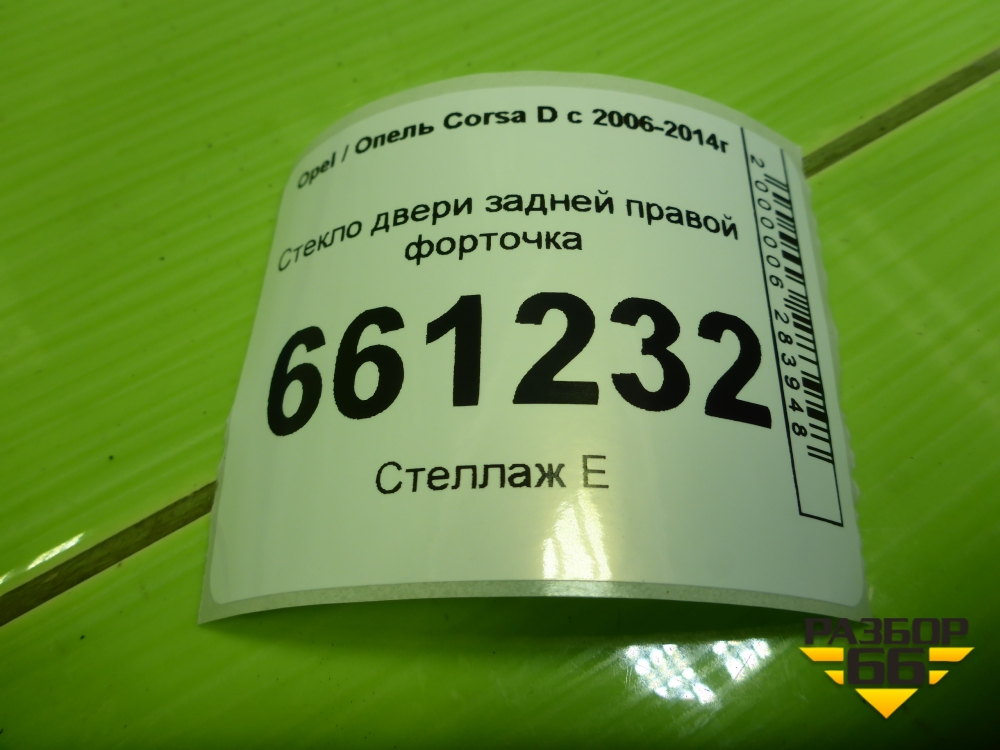 Opel / Опель Corsa D с 2006-2014г
Стекло двери задней правой
форточка
661232
Стеллаж Е
2000006283948
РАЗБОР
66